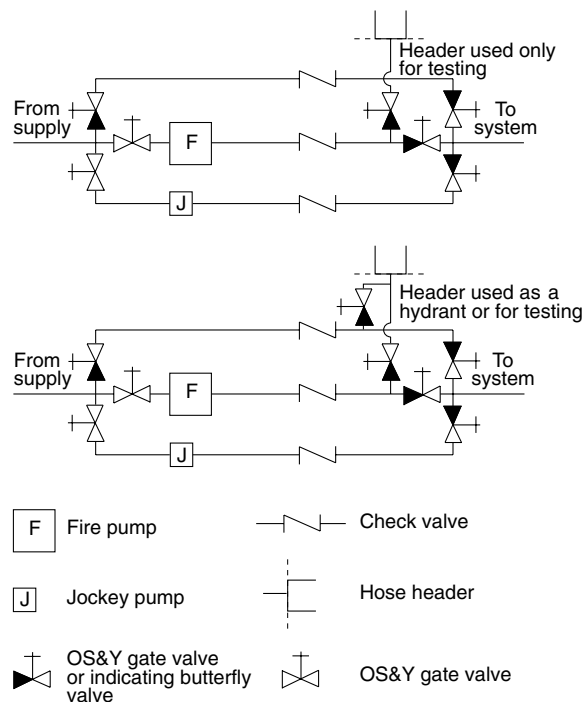 Header used only
for testing
From
supply
To
system
F
J
Header used as a
hydrant or for testing
From
supply
To
system
F
J
F Fire pump
Check valve
J Jockey pump
Hose header
OS&Y gate valve
or indicating butterfly
valve
OS&Y gate valve